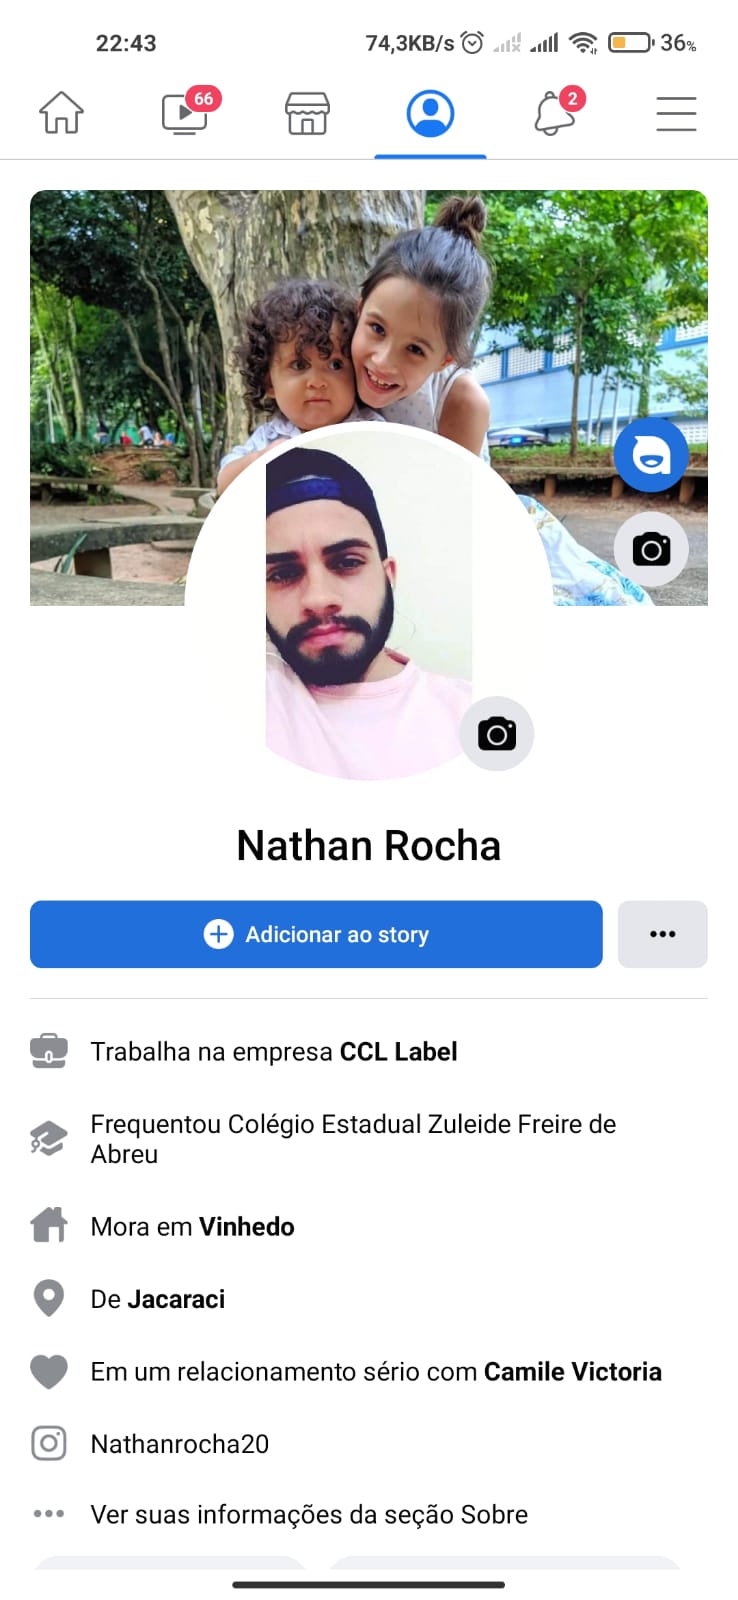 22:43 74,3KB/s 36%
66 2
Nathan Rocha
Adicionar ao story
Trabalha na empresa CCL Label
Frequentou Colégio Estadual Zuleide Freire de
Abreu
Mora em Vinhedo
De Jacaraci
Em um relacionamento sério com Camile Victoria
Nathanrocha20
Ver suas informações da seção Sobre